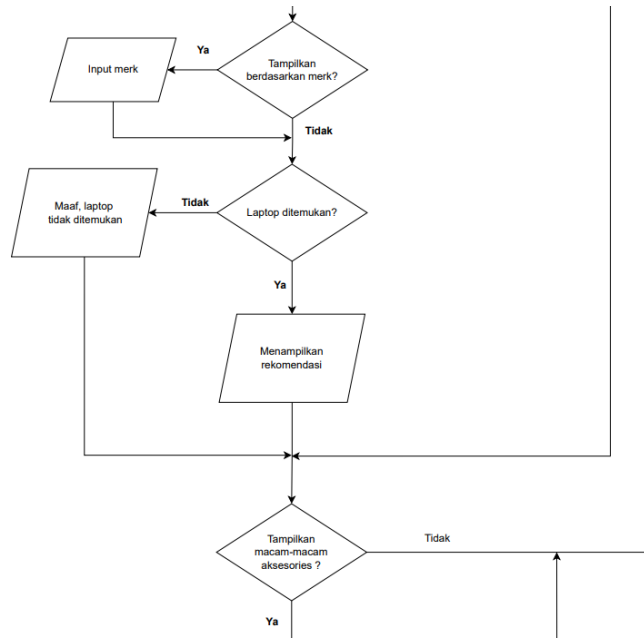 Ya
Tampilkan
berdasarkan merk?
Input merk
Tidak
Maaf, laptop
tidak ditemukan
Tidak
Laptop ditemukan?
Ya
Menampilkan
rekomendasi
Tampilkan
macam-macam
aksesories ?
Tidak
Ya